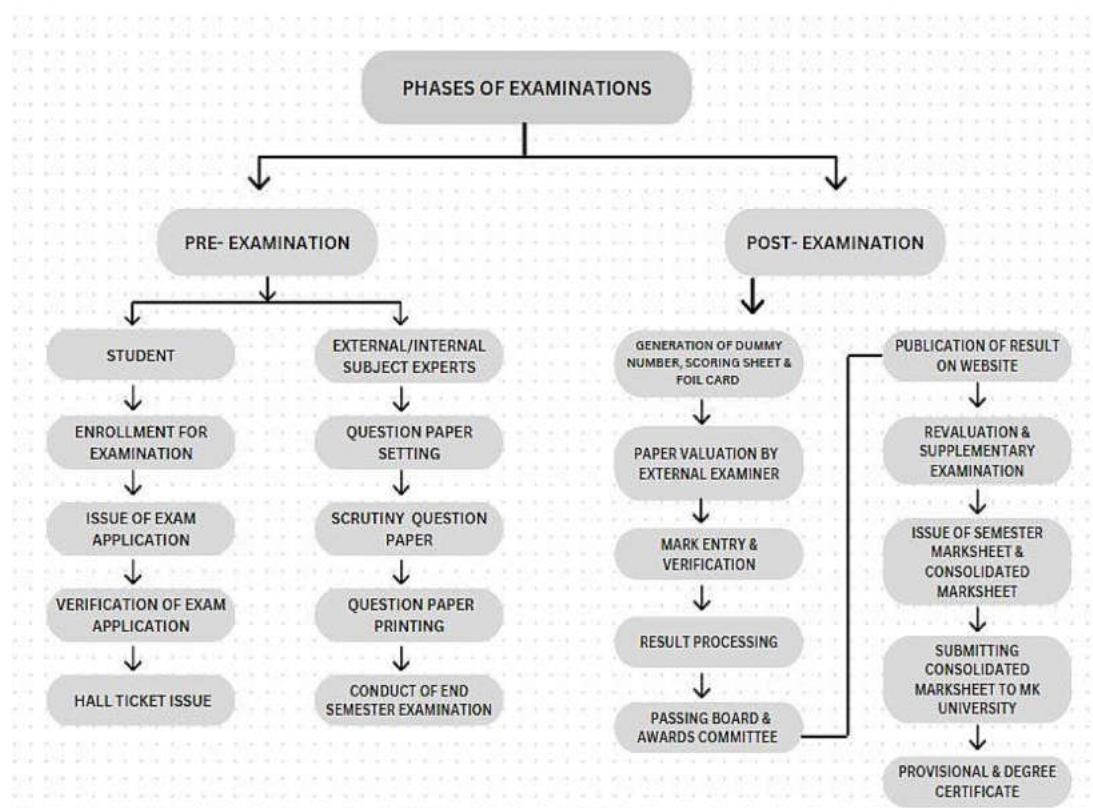 PHASES OF EXAMINATIONS
PRE- EXAMINATION
STUDENT
ENROLLMENT FOR
EXAMINATION
ISSUE OF EXAM
APPLICATION
VERIFICATION OF EXAM
APPLICATION
HALL TICKET ISSUE
EXTERNAL/INTERNAL
SUBJECT EXPERTS
QUESTION PAPER
SETTING
SCRUTINY QUESTION
PAPER
QUESTION PAPER
PRINTING
CONDUCT OF END
SEMESTER EXAMINATION
POST- EXAMINATION
GENERATION OF DUMMY
NUMBER, SCORING SHEET &
FOIL CARD
PAPER VALUATION BY
EXTERNAL EXAMINER
MARK ENTRY &
VERIFICATION
RESULT PROCESSING
PASSING BOARD &
AWARDS COMMITTEE
PUBLICATION OF RESULT
ON WEBSITE
REVALUATION &
SUPPLEMENTARY
EXAMINATION
ISSUE OF SEMESTER
MARKSHEET &
CONSOLIDATED
MARKSHEET
SUBMITTING
CONSOLIDATED
MARKSHEET TO MK
UNIVERSITY
PROVISIONAL & DEGREE
CERTIFICATE